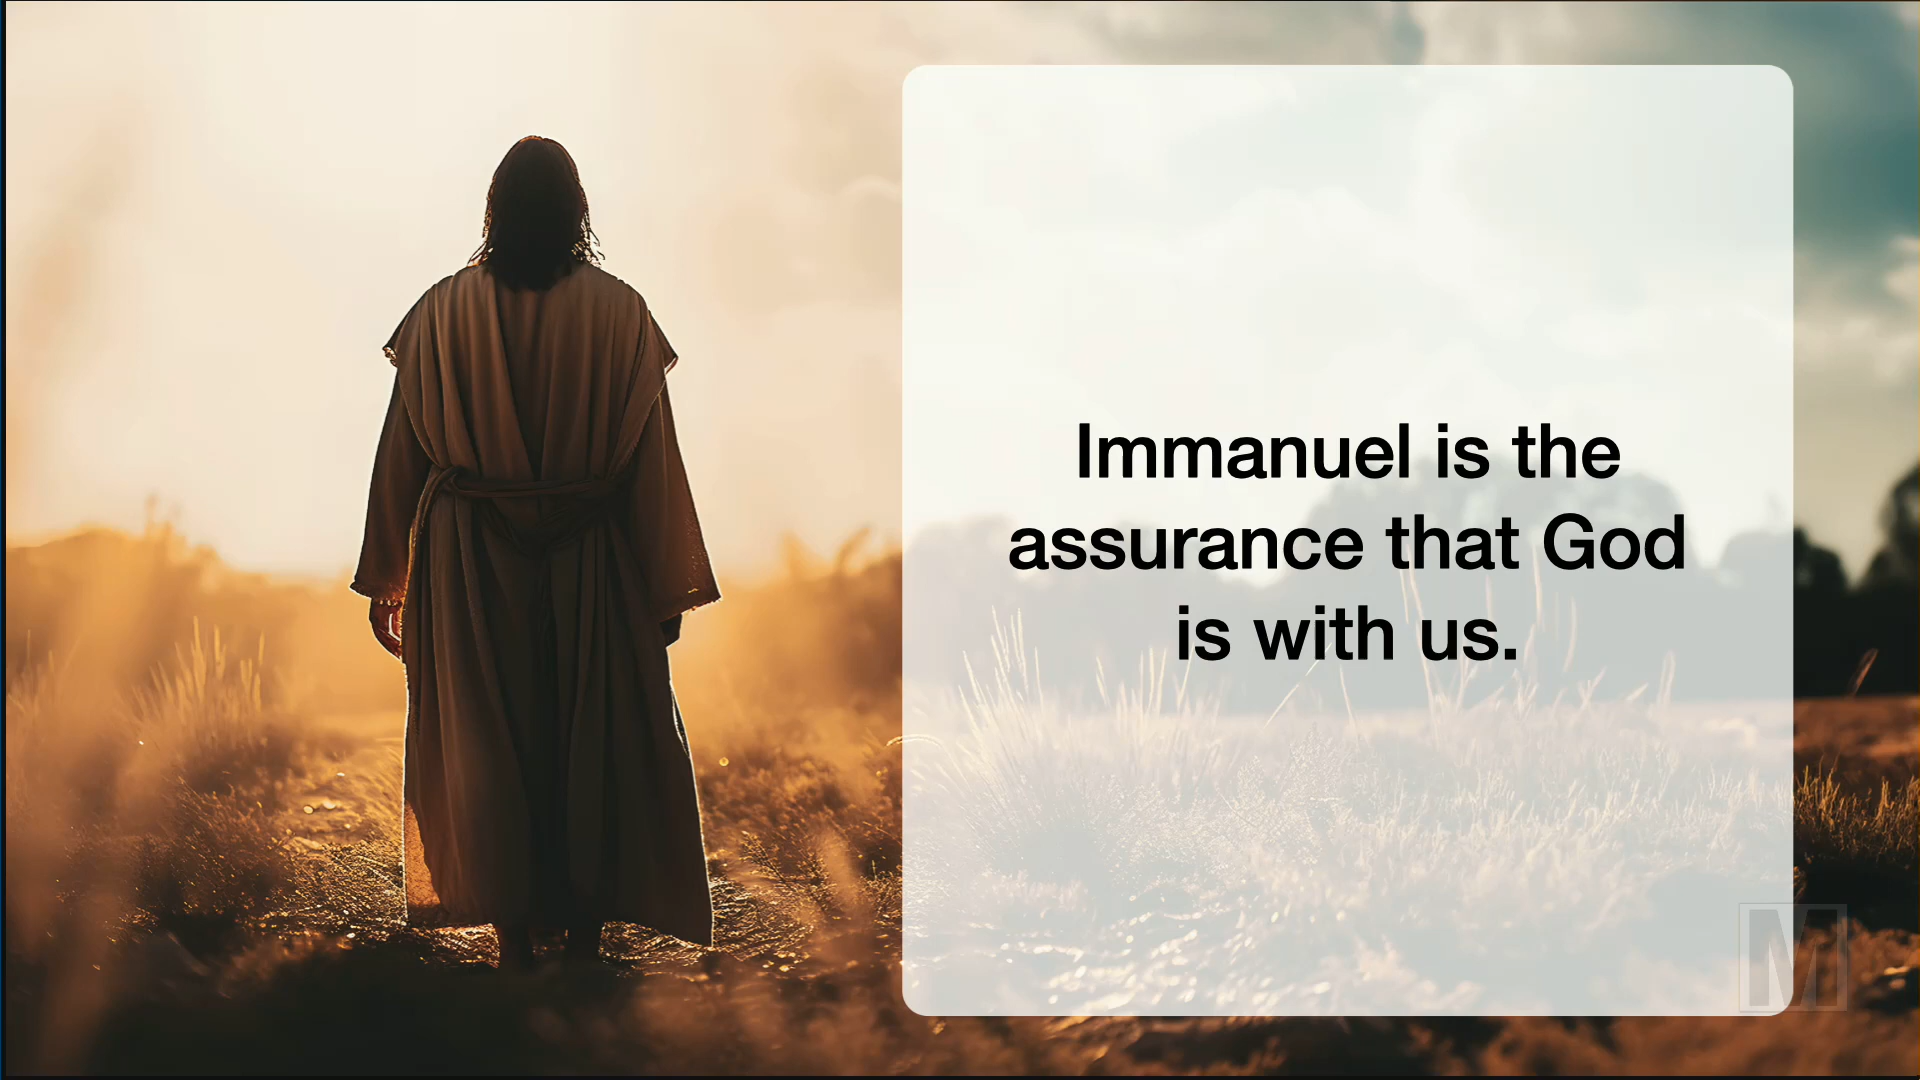 Immanuel is the
assurance that God
is with us.
M